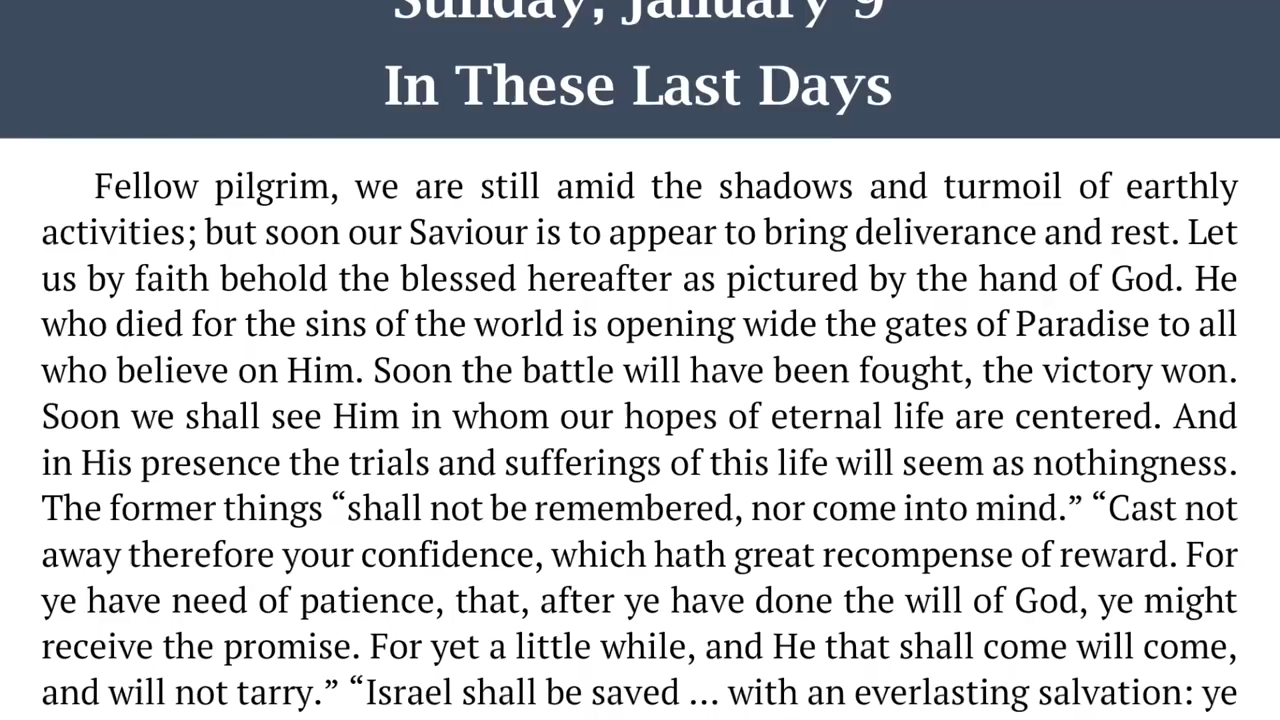 Sunday, January 9
In These Last Days
Fellow pilgrim, we are still amid the shadows and turmoil of earthly
activities; but soon our Saviour is to appear to bring deliverance and rest. Let
us by faith behold the blessed hereafter as pictured by the hand of God. He
who died for the sins of the world is opening wide the gates of Paradise to all
who believe on Him. Soon the battle will have been fought, the victory won.
Soon we shall see Him in whom our hopes of eternal life are centered. And
in His presence the trials and sufferings of this life will seem as nothingness.
The former things “shall not be remembered, nor come into mind.” “Cast not
away therefore your confidence, which hath great recompense of reward. For
ye have need of patience, that, after ye have done the will of God, ye might
receive the promise. For yet a little while, and He that shall come will come,
and will not tarry.” “Israel shall be saved ... with an everlasting salvation: ye